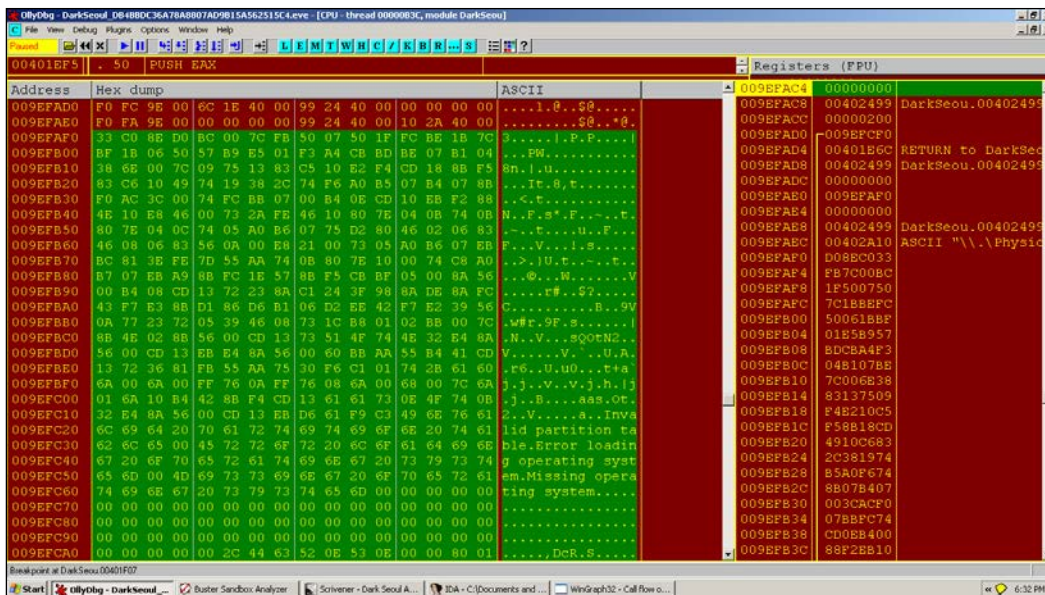 OllyDbg - DarkSeoul_DB4BBDC36A78A8807AD9B15A562515C4.eve - [CPU - thread 0000083C, module DarkSeou]
C File View Debug Plugins Options Window Help
Paused L E M T W H C / K B R ... S ?
00401EF5 . 50 PUSH EAX
Registers (FPU)
Address Hex dump ASCII
009EFAD0 F0 FC 9E 00 6C 1E 40 00 99 24 40 00 00 00 00 00 ....l.@..$@.....
009EFAE0 F0 FA 9E 00 00 00 00 00 99 24 40 00 10 2A 40 00 .........$@..*@.
009EFAF0 33 C0 8E D0 BC 00 7C FB 50 07 50 1F FC BE 1B 7C 3.....|.P.P....|
009EFB00 BF 1B 06 50 57 B9 E5 01 F3 A4 CB BD BE 07 B1 04 ...PW...........
009EFB10 38 6E 00 7C 09 75 13 83 C5 10 E2 F4 CD 18 8B F5 8n.|.u..........
009EFB20 83 C6 10 49 74 19 38 2C 74 F6 A0 B5 07 B4 07 8B ...It.8,t.......
009EFB30 F0 AC 3C 00 74 FC BB 07 00 B4 0E CD 10 EB F2 88 ..<.t...........
009EFB40 4E 10 E8 46 00 73 2A FE 46 10 80 7E 04 0B 74 0B N..F.s*.F..~..t.
009EFB50 80 7E 04 0C 74 05 A0 B6 07 75 D2 80 46 02 06 83 .~..t....u..F...
009EFB60 46 08 06 83 56 0A 00 E8 21 00 73 05 A0 B6 07 EB F...V...!.s.....
009EFB70 BC 81 3E FE 7D 55 AA 74 0B 80 7E 10 00 74 C8 A0 ..>.}U.t..~..t..
009EFB80 B7 07 EB A9 8B FC 1E 57 8B F5 CB BF 05 00 8A 56 .......W.......V
009EFB90 00 B4 08 CD 13 72 23 8A C1 24 3F 98 8A DE 8A FC .....r#..$?.....
009EFBA0 43 F7 E3 8B D1 86 D6 B1 06 D2 EE 42 F7 E2 39 56 C..........B..9V
009EFBB0 0A 77 23 72 05 39 46 08 73 1C B8 01 02 BB 00 7C .w#r.9F.s......|
009EFBC0 8B 4E 02 8B 56 00 CD 13 73 51 4F 74 4E 32 E4 8A .N..V...sQOtN2..
009EFBD0 56 00 CD 13 EB E4 8A 56 00 60 BB AA 55 B4 41 CD V......V.`..U.A.
009EFBE0 13 72 36 81 FB 55 AA 75 30 F6 C1 01 74 2B 61 60 .r6..U.u0...t+a`
009EFBF0 6A 00 6A 00 FF 76 0A FF 76 08 6A 00 68 00 7C 6A j.j..v..v.j.h.|j
009EFC00 01 6A 10 B4 42 8B F4 CD 13 61 61 73 0E 4F 74 0B .j..B....aas.Ot.
009EFC10 32 E4 8A 56 00 CD 13 EB D6 61 F9 C3 49 6E 76 61 2..V.....a..Inva
009EFC20 6C 69 64 20 70 61 72 74 69 74 69 6F 6E 20 74 61 lid partition ta
009EFC30 62 6C 65 00 45 72 72 6F 72 20 6C 6F 61 64 69 6E ble.Error loadin
009EFC40 67 20 6F 70 65 72 61 74 69 6E 67 20 73 79 73 74 g operating syst
009EFC50 65 6D 00 4D 69 73 73 69 6E 67 20 6F 70 65 72 61 em.Missing opera
009EFC60 74 69 6E 67 20 73 79 73 74 65 6D 00 00 00 00 00 ting system.....
009EFC70 00 00 00 00 00 00 00 00 00 00 00 00 00 00 00 00 ................
009EFC80 00 00 00 00 00 00 00 00 00 00 00 00 00 00 00 00 ................
009EFC90 00 00 00 00 00 00 00 00 00 00 00 00 00 00 00 00 ................
009EFCA0 00 00 00 00 00 2C 44 63 52 0E 53 0E 00 00 80 01 .....,DcR.S.....
009EFAC4 00000000
009EFAC8 00402499 DarkSeou.00402499
009EFACC 00000200
009EFAD0 009EFCF0
009EFAD4 00401E6C RETURN to DarkSeo
009EFAD8 00402499 DarkSeou.00402499
009EFADC 00000000
009EFAE0 009EFAF0
009EFAE4 00000000
009EFAE8 00402499 DarkSeou.00402499
009EFAEC 00402A10 ASCII "\\.\Physic
009EFAF0 D08EC033
009EFAF4 FB7C00BC
009EFAF8 1F500750
009EFAFC 7C1BBEFC
009EFB00 50061BBF
009EFB04 01E5B957
009EFB08 BDCBA4F3
009EFB0C 04B107BE
009EFB10 7C006E38
009EFB14 83137509
009EFB18 F4E210C5
009EFB1C F58B18CD
009EFB20 4910C683
009EFB24 2C381974
009EFB28 B5A0F674
009EFB2C 8B07B407
009EFB30 003CACF0
009EFB34 07BBFC74
009EFB38 CD0EB400
009EFB3C 88F2EB10
Breakpoint at DarkSeou.00401F07
Start OllyDbg - DarkSeoul_... Buster Sandbox Analyzer Scrivener - Dark Seoul A... IDA - C:\Documents and ... WinGraph32 - Call flow o... 6:32 PM